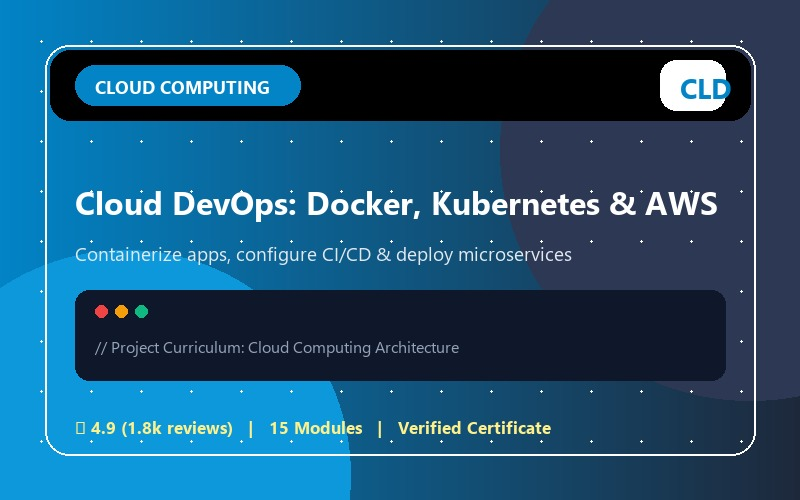 CLOUD COMPUTING
CLD
Cloud DevOps: Docker, Kubernetes & AWS
Containerize apps, configure CI/CD & deploy microservices
// Project Curriculum: Cloud Computing Architecture
4.9 (1.8k reviews) | 15 Modules | Verified Certificate